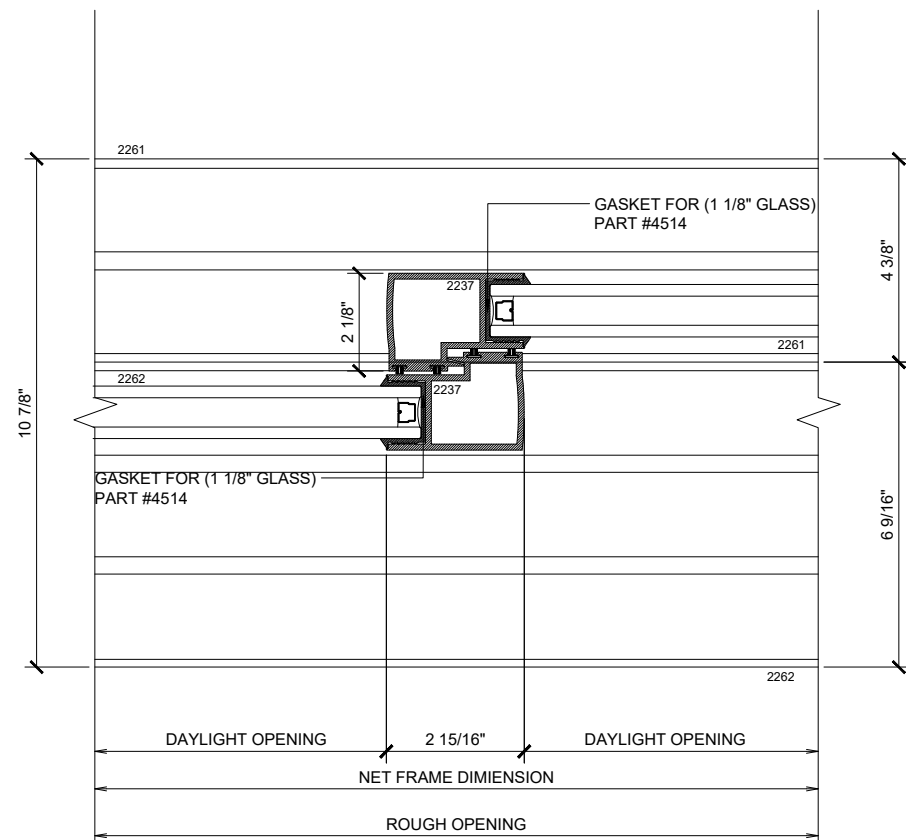 2261
GASKET FOR (1 1/8" GLASS)
PART #4514
4 3/8"
2237
2 1/8"
2261
2262
2237
10 7/8"
GASKET FOR (1 1/8" GLASS)
PART #4514
6 9/16"
2262
DAYLIGHT OPENING
2 15/16"
DAYLIGHT OPENING
NET FRAME DIMIENSION
ROUGH OPENING